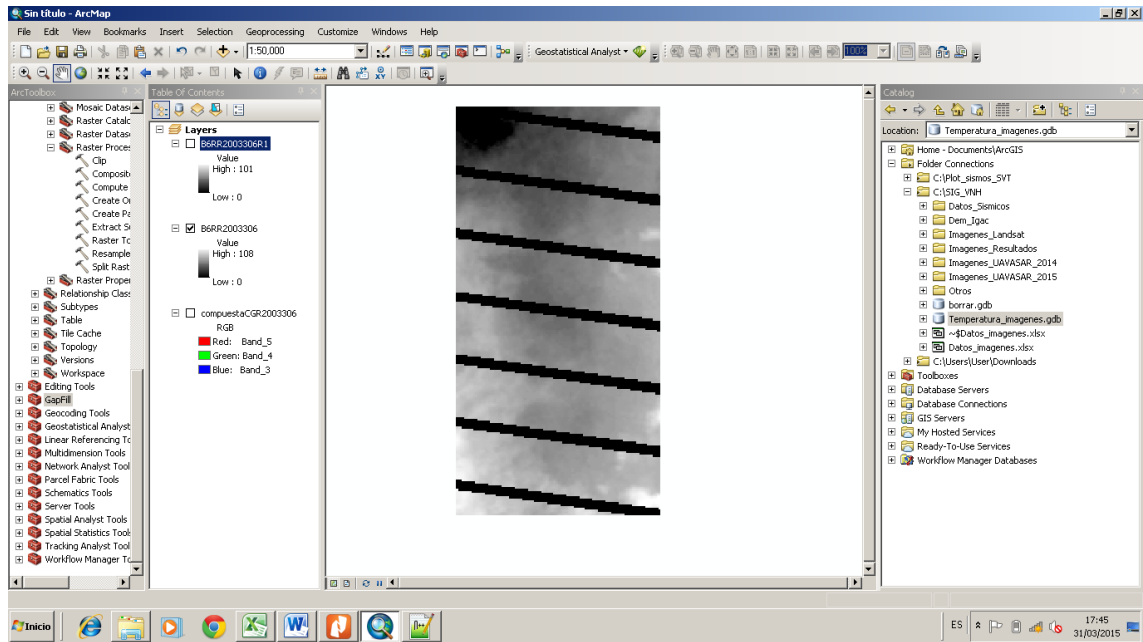 Sin título - ArcMap
File Edit View Bookmarks Insert Selection Geoprocessing Customize Windows Help
1:50,000
Geostatistical Analyst
100%
ArcToolbox
Mosaic Datas
Raster Catalc
Raster Datas
Raster Proces
Clip
Composit
Compute
Create O
Create Pa
Extract S
Raster To
Resample
Split Rast
Raster Proper
Relationship Class
Subtypes
Table
Tile Cache
Topology
Versions
Workspace
Editing Tools
GapFill
Geocoding Tools
Geostatistical Analyst
Linear Referencing To
Multidimension Tools
Network Analyst Tool
Parcel Fabric Tools
Schematics Tools
Server Tools
Spatial Analyst Tools
Spatial Statistics Tool
Tracking Analyst Tool
Workflow Manager To
Table Of Contents
Layers
B6RR2003306R1
Value
High : 101
Low : 0
B6RR2003306
Value
High : 108
Low : 0
compuestaCGR2003306
RGB
Red: Band_5
Green: Band_4
Blue: Band_3
Catalog
Location: Temperatura_imagenes.gdb
Home - Documents\ArcGIS
Folder Connections
C:\Plot_sismos_SVT
C:\SIG_VNH
Datos_Sismicos
Dem_Igac
Imagenes_Landsat
Imagenes_Resultados
Imagenes_UAVASAR_2014
Imagenes_UAVASAR_2015
Otros
borrar.gdb
Temperatura_imagenes.gdb
~$Datos_imagenes.xlsx
Datos_imagenes.xlsx
C:\Users\User\Downloads
Toolboxes
Database Servers
Database Connections
GIS Servers
My Hosted Services
Ready-To-Use Services
Workflow Manager Databases
Inicio
ES
17:45
31/03/2015